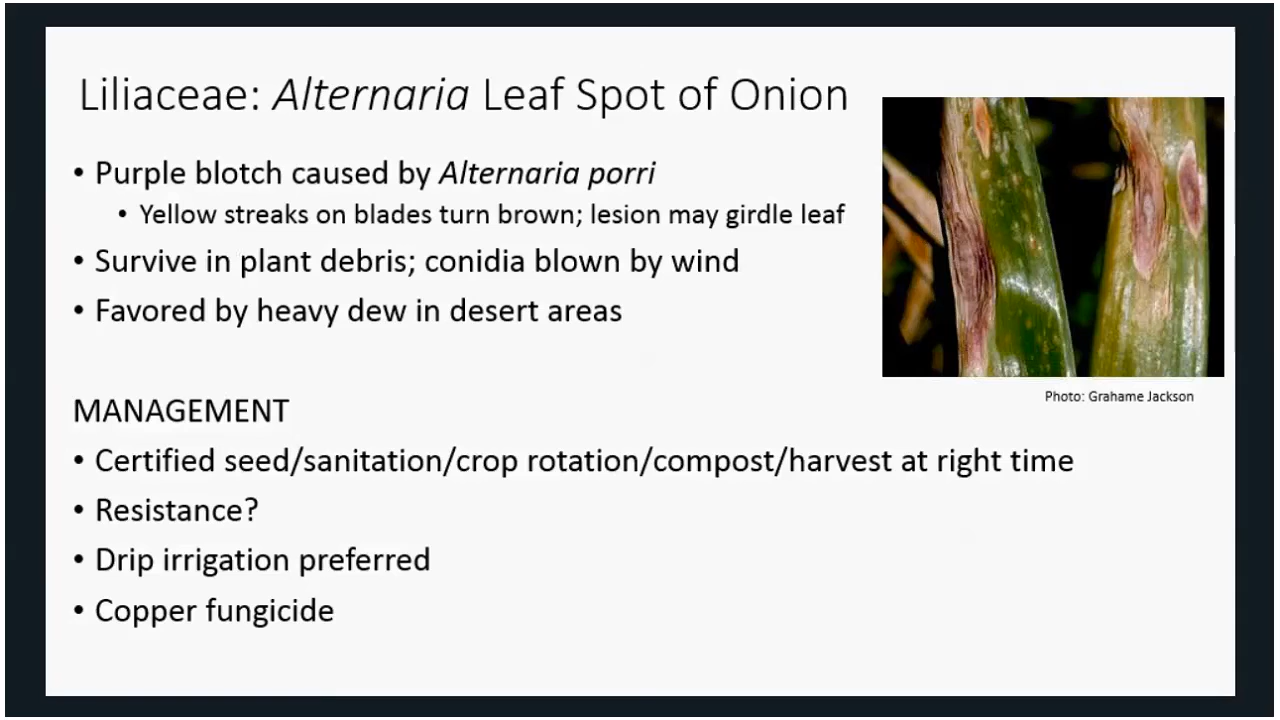 Liliaceae: Alternaria Leaf Spot of Onion
• Purple blotch caused by Alternaria porri
• Yellow streaks on blades turn brown; lesion may girdle leaf
• Survive in plant debris; conidia blown by wind
• Favored by heavy dew in desert areas
Photo: Grahame Jackson
MANAGEMENT
• Certified seed/sanitation/crop rotation/compost/harvest at right time
• Resistance?
• Drip irrigation preferred
• Copper fungicide